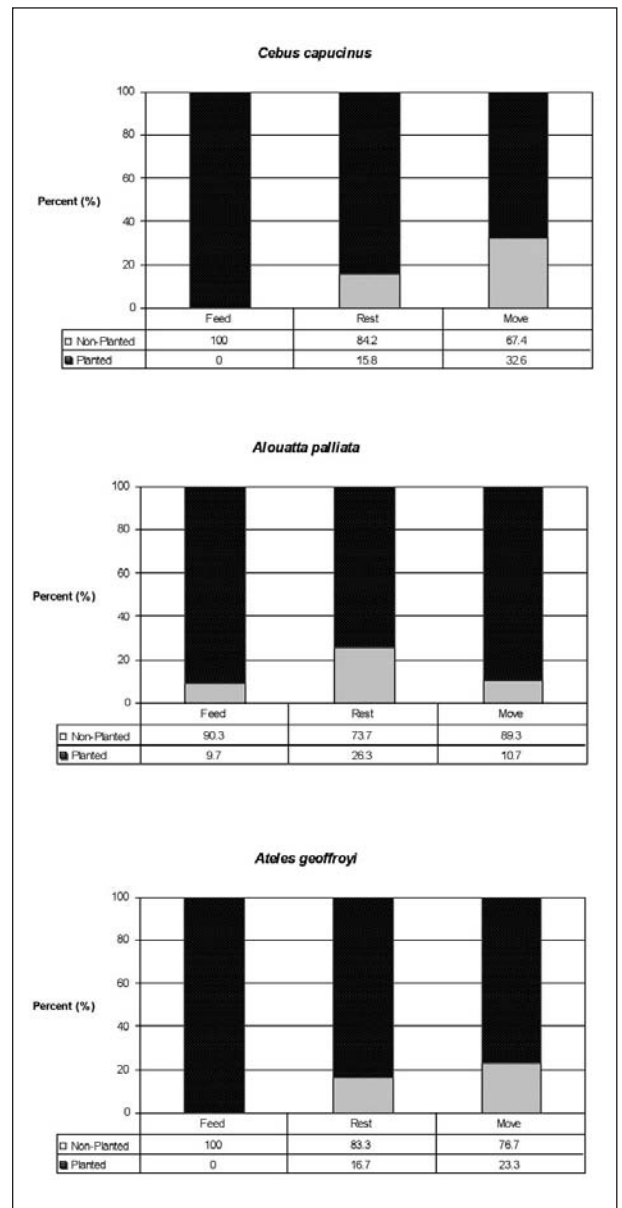 Cebus capucinus
100
80
60
Percent (%)
40
20
0
Feed Rest Move
Non-Planted 100 84.2 67.4
Planted 0 15.8 32.6
Alouatta palliata
100
80
60
Percent (%)
40
20
0
Feed Rest Move
Non-Planted 90.3 73.7 89.3
Planted 9.7 26.3 10.7
Ateles geoffroyi
100
80
60
Percent (%)
40
20
0
Feed Rest Move
Non-Planted 100 83.3 76.7
Planted 0 16.7 23.3